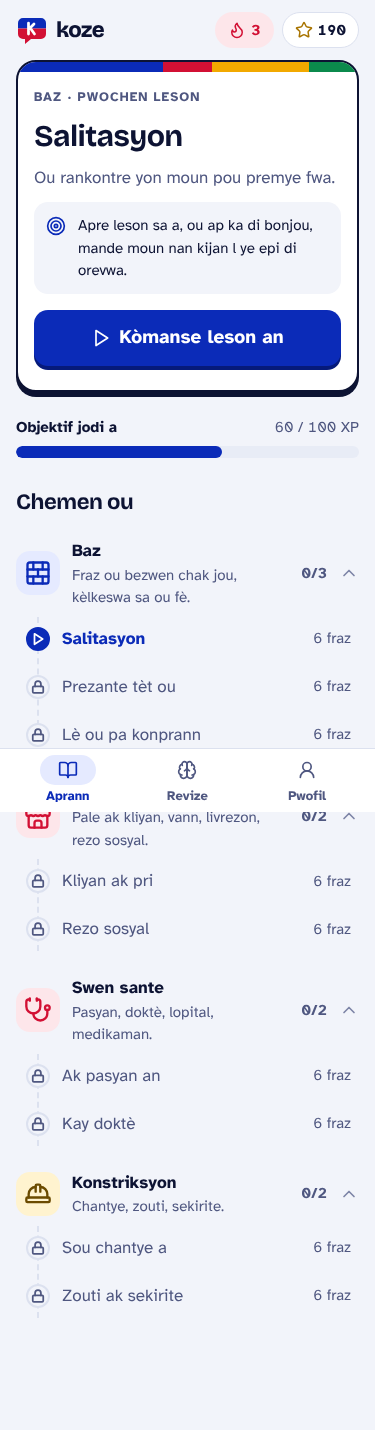 koze
3
190
BAZ · PWOCHEN LESON
Salitasyon
Ou rankontre yon moun pou premye fwa.
Apre leson sa a, ou ap ka di bonjou,
mande moun nan kijan l ye epi di
orevwa.
Kòmanse leson an
Objektif jodi a
60 / 100 XP
Chemen ou
Baz
Fraz ou bezwen chak jou,
kèlkeswa sa ou fè.
0/3
Salitasyon
6 fraz
Prezante tèt ou
6 fraz
Lè ou pa konprann
6 fraz
Aprann
Revize
Pwofil
Pale ak kliyan, vann, livrezon,
rezo sosyal.
0/2
Kliyan ak pri
6 fraz
Rezo sosyal
6 fraz
Swen sante
Pasyan, doktè, lopital,
medikaman.
0/2
Ak pasyan an
6 fraz
Kay doktè
6 fraz
Konstriksyon
Chantye, zouti, sekirite.
0/2
Sou chantye a
6 fraz
Zouti ak sekirite
6 fraz